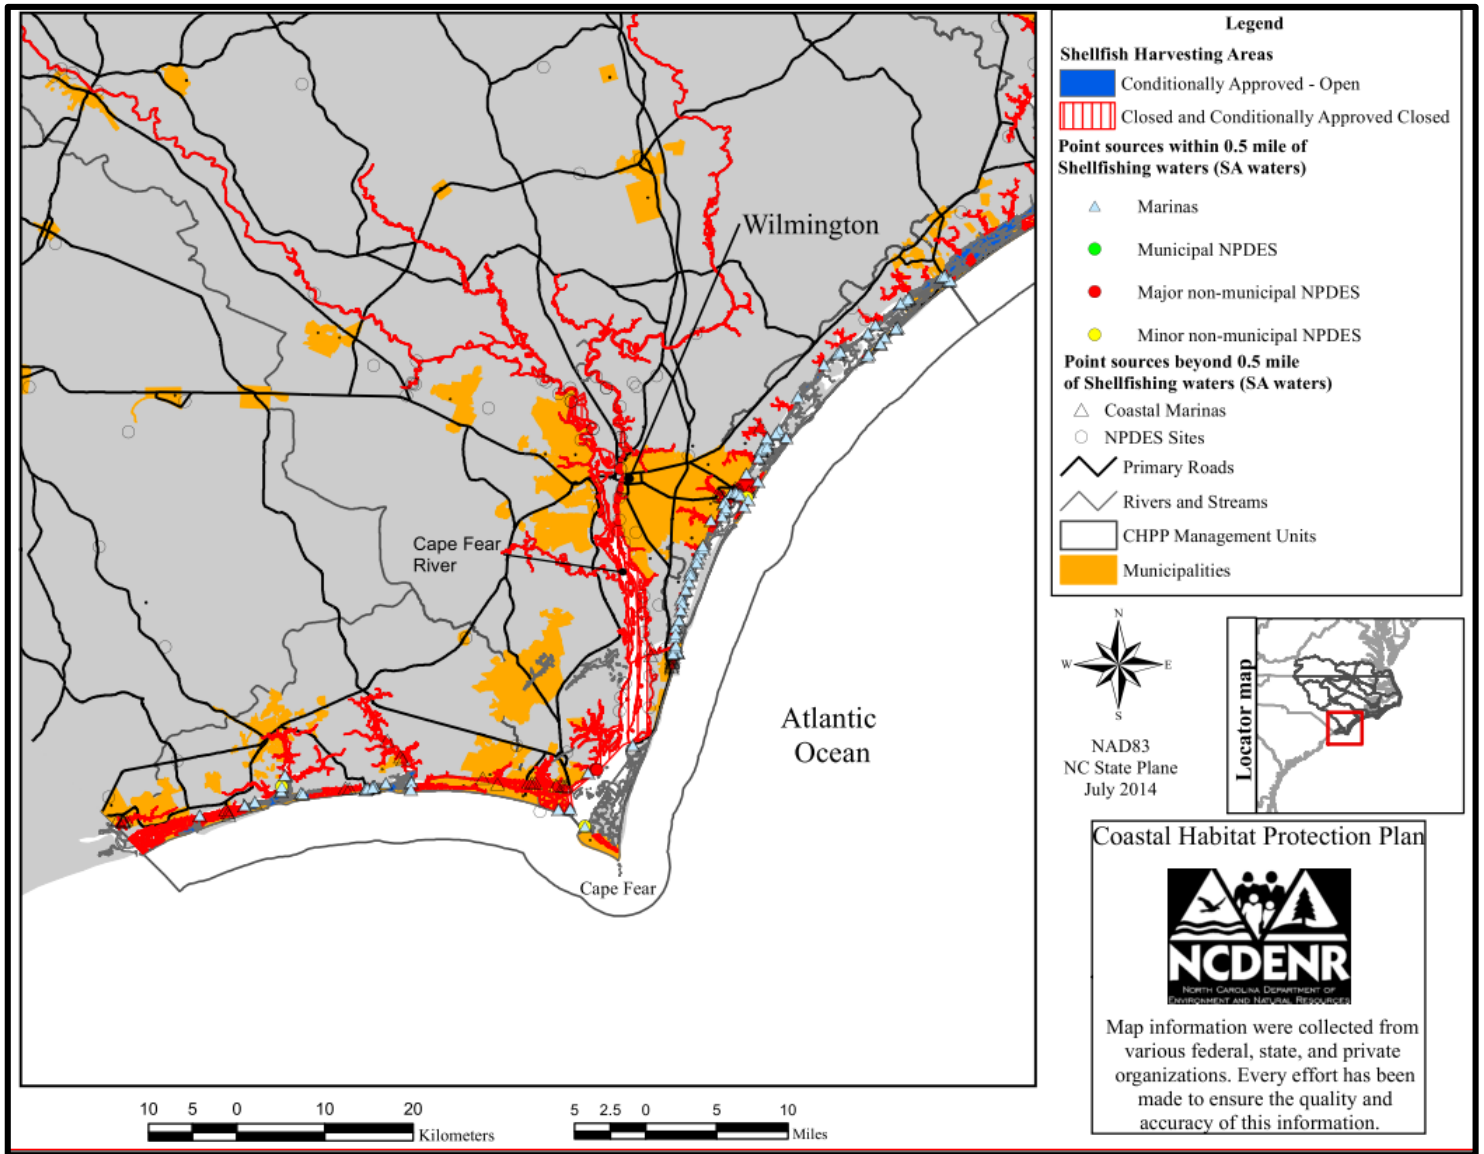 Wilmington
Cape Fear
River
Atlantic
Ocean
Cape Fear
10 5 0 10 20
Kilometers
5 2.5 0 5 10
Miles
Legend
Shellfish Harvesting Areas
Conditionally Approved - Open
Closed and Conditionally Approved Closed
Point sources within 0.5 mile of
Shellfishing waters (SA waters)
Marinas
Municipal NPDES
Major non-municipal NPDES
Minor non-municipal NPDES
Point sources beyond 0.5 mile
of Shellfishing waters (SA waters)
Coastal Marinas
NPDES Sites
Primary Roads
Rivers and Streams
CHPP Management Units
Municipalities
N
W E
S
NAD83
NC State Plane
July 2014
Locator map
Coastal Habitat Protection Plan
NCDENR
North Carolina Department of
Environment and Natural Resources
Map information were collected from
various federal, state, and private
organizations. Every effort has been
made to ensure the quality and
accuracy of this information.